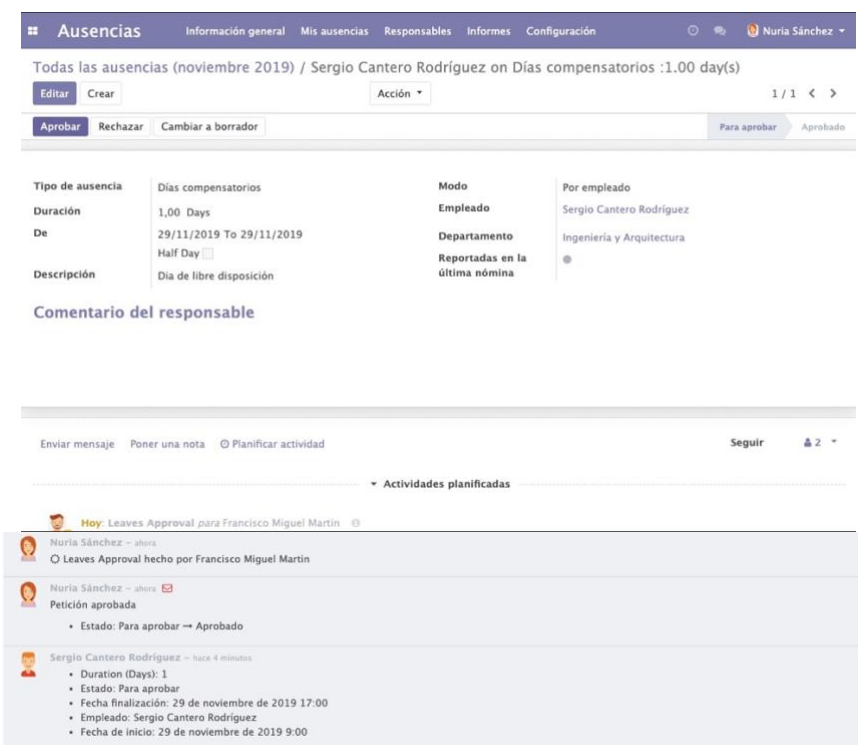 Ausencias Información general Mis ausencias Responsables Informes Configuración Nuria Sánchez
Todas las ausencias (noviembre 2019) / Sergio Cantero Rodríguez on Días compensatorios :1.00 day(s)
Editar Crear Acción 1 / 1
Aprobar Rechazar Cambiar a borrador Para aprobar Aprobado
Tipo de ausencia Días compensatorios
Duración 1,00 Days
De 29/11/2019 To 29/11/2019
Half Day
Descripción Dia de libre disposición
Modo Por empleado
Empleado Sergio Cantero Rodríguez
Departamento Ingeniería y Arquitectura
Reportadas en la
última nómina
Comentario del responsable
Enviar mensaje Poner una nota Planificar actividad Seguir 2
Actividades planificadas
Hoy: Leaves Approval para Francisco Miguel Martin
Nuria Sánchez – ahora
Leaves Approval hecho por Francisco Miguel Martin
Nuria Sánchez – ahora
Petición aprobada
• Estado: Para aprobar → Aprobado
Sergio Cantero Rodríguez – hace 4 minutos
• Duration (Days): 1
• Estado: Para aprobar
• Fecha finalización: 29 de noviembre de 2019 17:00
• Empleado: Sergio Cantero Rodríguez
• Fecha de inicio: 29 de noviembre de 2019 9:00